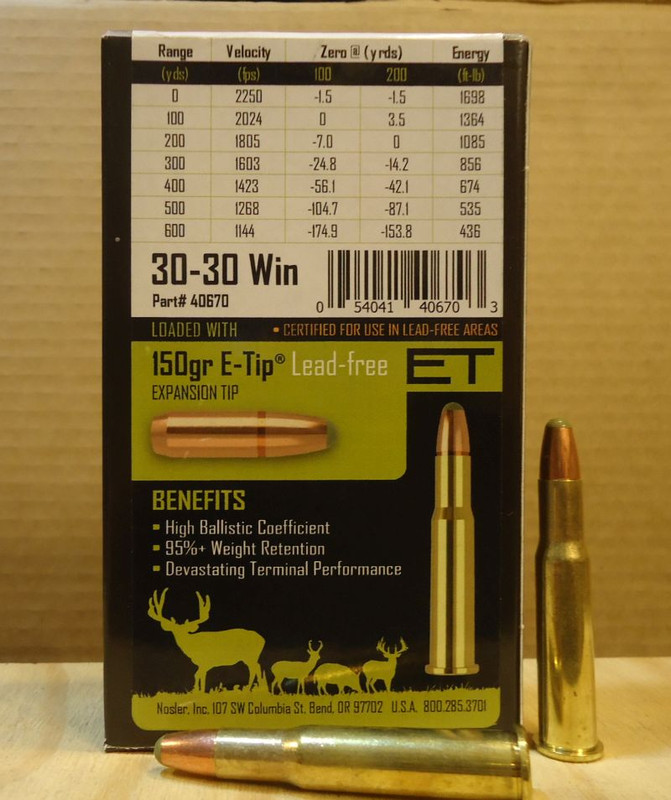 Range Velocity Zero @ (yrds) Energy
(yds) (fps) 100 200 (ft-lb)
0 2250 -1.5 -1.5 1698
100 2024 0 3.5 1364
200 1805 -7.0 0 1085
300 1603 -24.8 -14.2 856
400 1423 -56.1 -42.1 674
500 1268 -104.7 -87.1 535
600 1144 -174.9 -153.8 436
30-30 Win
Part# 40670
0 54041 40670 3
LOADED WITH • CERTIFIED FOR USE IN LEAD-FREE AREAS
150gr E-Tip® Lead-free ET
EXPANSION TIP
BENEFITS
▪ High Ballistic Coefficient
▪ 95%+ Weight Retention
▪ Devastating Terminal Performance
Nosler, Inc. 107 SW Columbia St. Bend, OR 97702 U.S.A. 800.285.3701